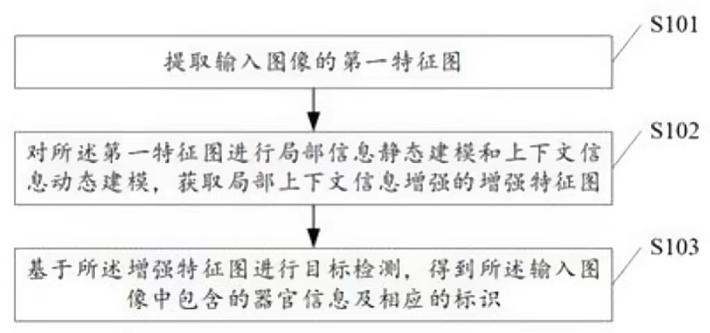 S101
提取输入图像的第一特征图
S102
对所述第一特征图进行局部信息静态建模和上下文信
息动态建模，获取局部上下文信息增强的增强特征图
S103
基于所述增强特征图进行目标检测，得到所述输入图
像中包含的器官信息及相应的标识